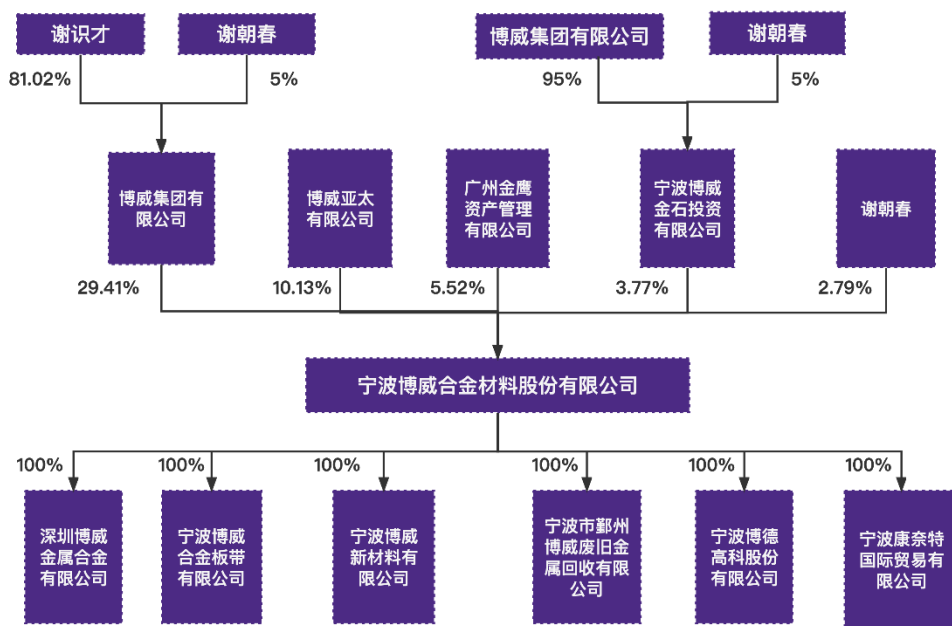 谢识才
谢朝春
博威集团有限公司
谢朝春
81.02%
5%
95%
5%
博威集团有
限公司
博威亚太
有限公司
广州金鹰
资产管理
有限公司
宁波博威
金石投资
有限公司
谢朝春
29.41%
10.13%
5.52%
3.77%
2.79%
宁波博威合金材料股份有限公司
100%
100%
100%
100%
100%
100%
深圳博威
金属合金
有限公司
宁波博威
合金板带
有限公司
宁波博威
新材料有
限公司
宁波市鄞州
博威废旧金
属回收有限
公司
宁波博德
高科股份
有限公司
宁波康奈特
国际贸易有
限公司